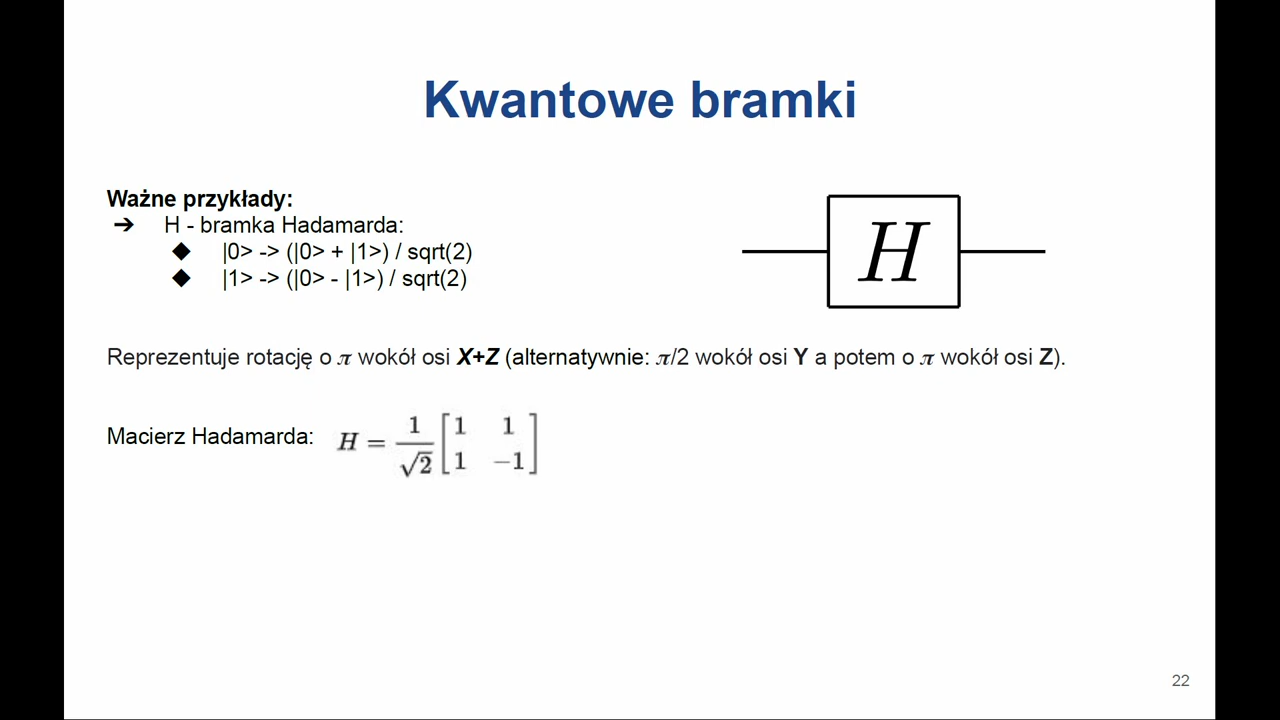 Kwantowe bramki
Ważne przykłady:
➔ H - bramka Hadamarda:
◆ |0> -> (|0> + |1>) / sqrt(2)
◆ |1> -> (|0> - |1>) / sqrt(2)
H
Reprezentuje rotację o π wokół osi X+Z (alternatywnie: π/2 wokół osi Y a potem o π wokół osi Z).
Macierz Hadamarda: H = 1/√2 [1 1; 1 −1]
22